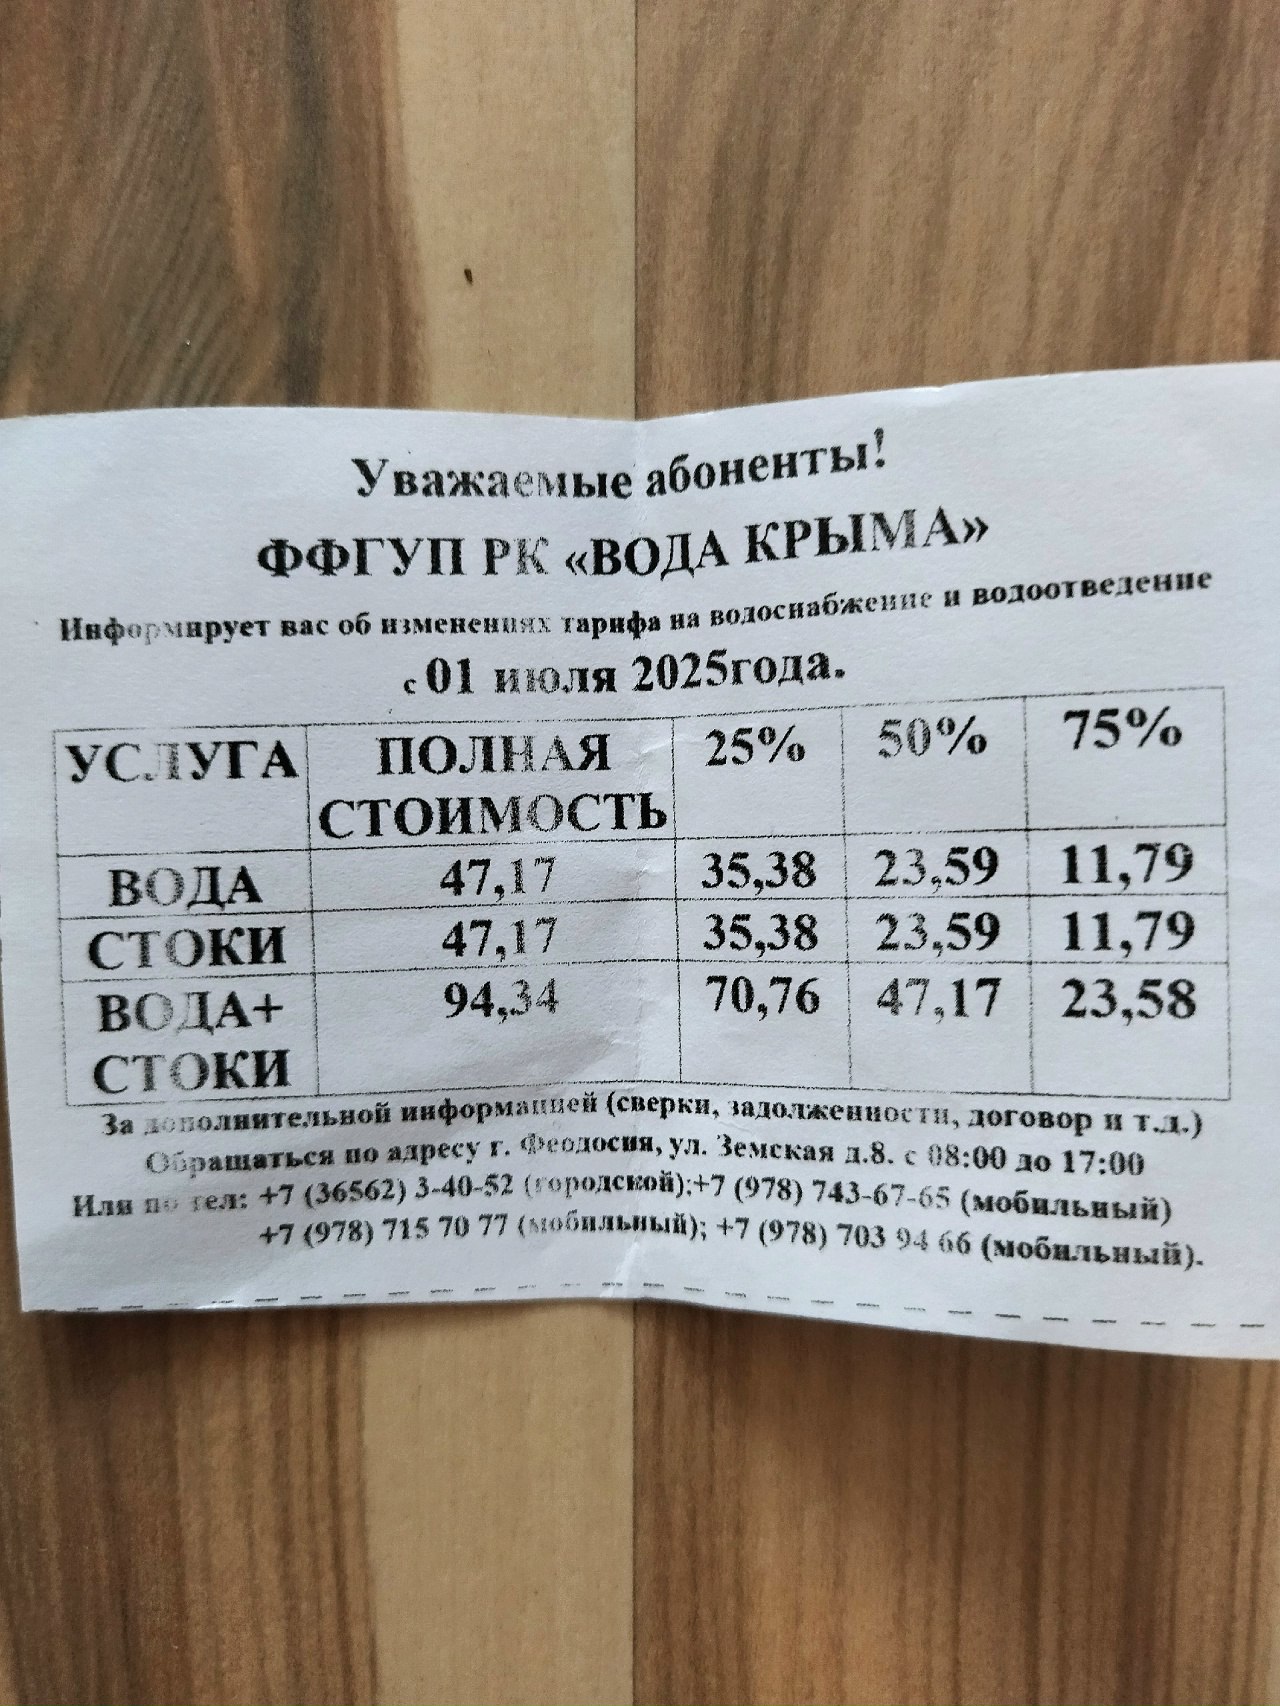 Уважаемые абоненты!
ФФГУП РК «ВОДА КРЫМА»
Информирует вас об изменениях тарифа на водоснабжение и водоотведение
с 01 июля 2025года.
УСЛУГА ПОЛНАЯ СТОИМОСТЬ 25% 50% 75%
ВОДА 47,17 35,38 23,59 11,79
СТОКИ 47,17 35,38 23,59 11,79
ВОДА+ СТОКИ 94,34 70,76 47,17 23,58
За дополнительной информацией (сверки, задолженности, договор и т.д.)
Обращаться по адресу г. Феодосия, ул. Земская д.8. с 08:00 до 17:00
Или по тел: +7 (36562) 3-40-52 (городской);+7 (978) 743-67-65 (мобильный)
+7 (978) 715 70 77 (мобильный); +7 (978) 703 94 66 (мобильный).